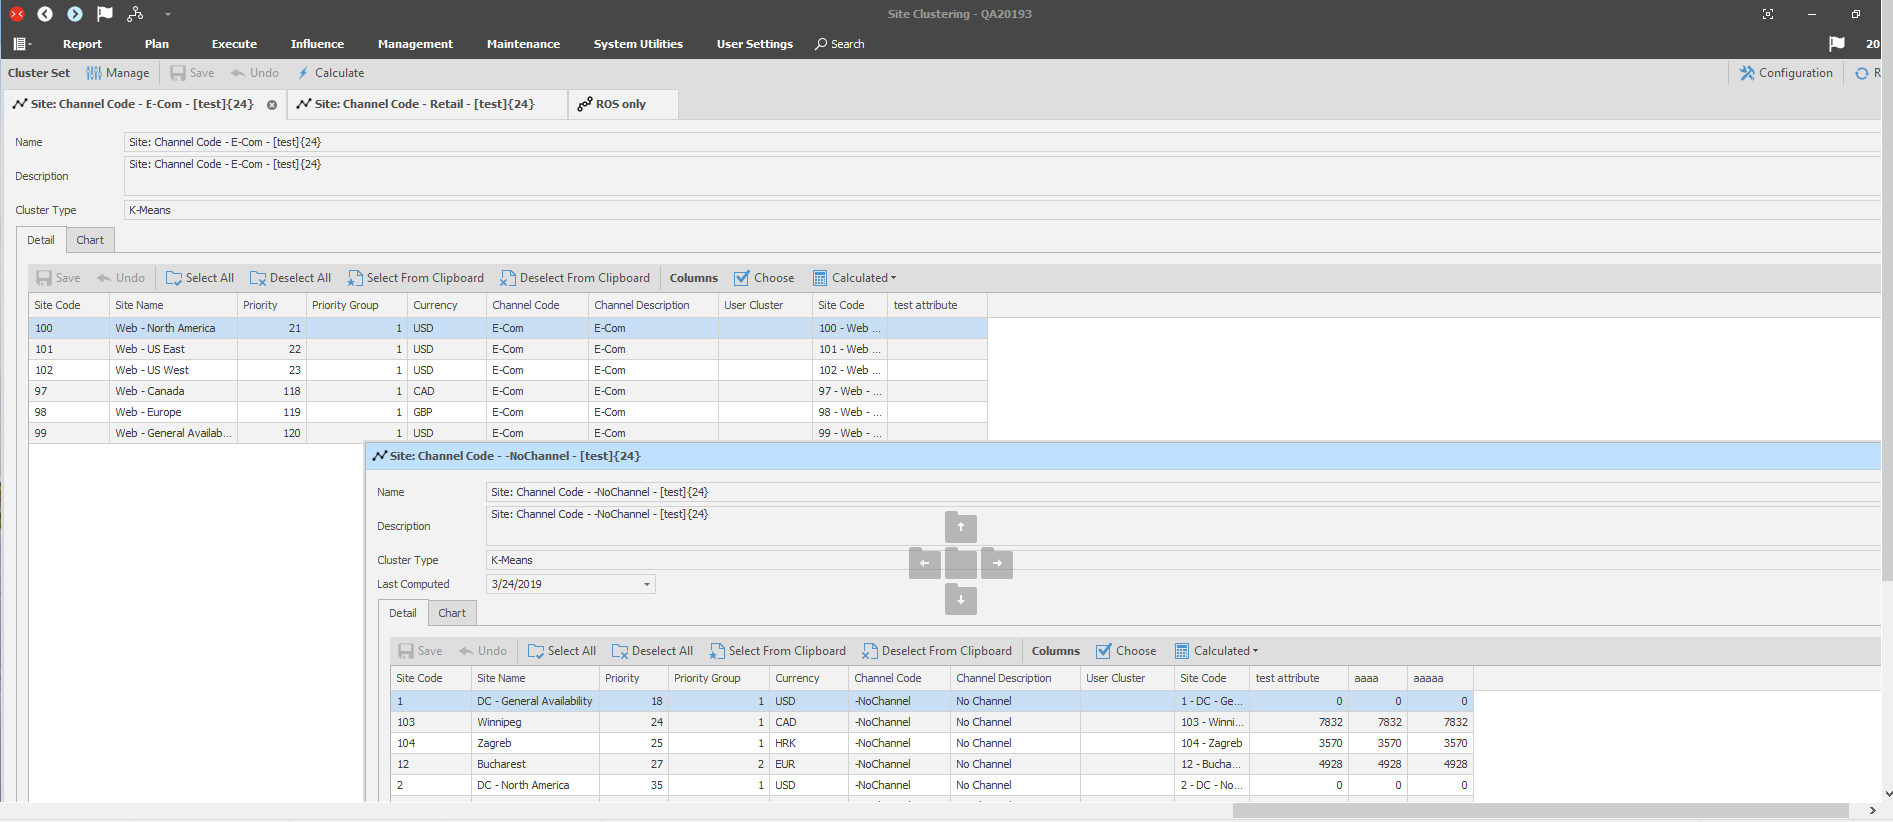 Site Clustering - QA20193
Report Plan Execute Influence Management Maintenance System Utilities User Settings Search 20
Cluster Set Manage Save Undo Calculate Configuration R
Site: Channel Code - E-Com - [test]{24} Site: Channel Code - Retail - [test]{24} ROS only
Name Site: Channel Code - E-Com - [test]{24}
Site: Channel Code - E-Com - [test]{24}
Description
Cluster Type K-Means
Detail Chart
Save Undo Select All Deselect All Select From Clipboard Deselect From Clipboard Columns Choose Calculated
Site Code Site Name Priority Priority Group Currency Channel Code Channel Description User Cluster Site Code test attribute
100 Web - North America 21 1 USD E-Com E-Com 100 - Web ...
101 Web - US East 22 1 USD E-Com E-Com 101 - Web ...
102 Web - US West 23 1 USD E-Com E-Com 102 - Web ...
97 Web - Canada 118 1 CAD E-Com E-Com 97 - Web - ...
98 Web - Europe 119 1 GBP E-Com E-Com 98 - Web - ...
99 Web - General Availab... 120 1 USD E-Com E-Com 99 - Web - ...
Site: Channel Code - -NoChannel - [test]{24}
Name Site: Channel Code - -NoChannel - [test]{24}
Site: Channel Code - -NoChannel - [test]{24}
Description
Cluster Type K-Means
Last Computed 3/24/2019
Detail Chart
Save Undo Select All Deselect All Select From Clipboard Deselect From Clipboard Columns Choose Calculated
Site Code Site Name Priority Priority Group Currency Channel Code Channel Description User Cluster Site Code test attribute aaaa aaaaa
1 DC - General Availability 18 1 USD -NoChannel No Channel 1 - DC - Ge... 0 0 0
103 Winnipeg 24 1 CAD -NoChannel No Channel 103 - Winni... 7832 7832 7832
104 Zagreb 25 1 HRK -NoChannel No Channel 104 - Zagreb 3570 3570 3570
12 Bucharest 27 2 EUR -NoChannel No Channel 12 - Bucha... 4928 4928 4928
2 DC - North America 35 1 USD -NoChannel No Channel 2 - DC - No... 0 0 0